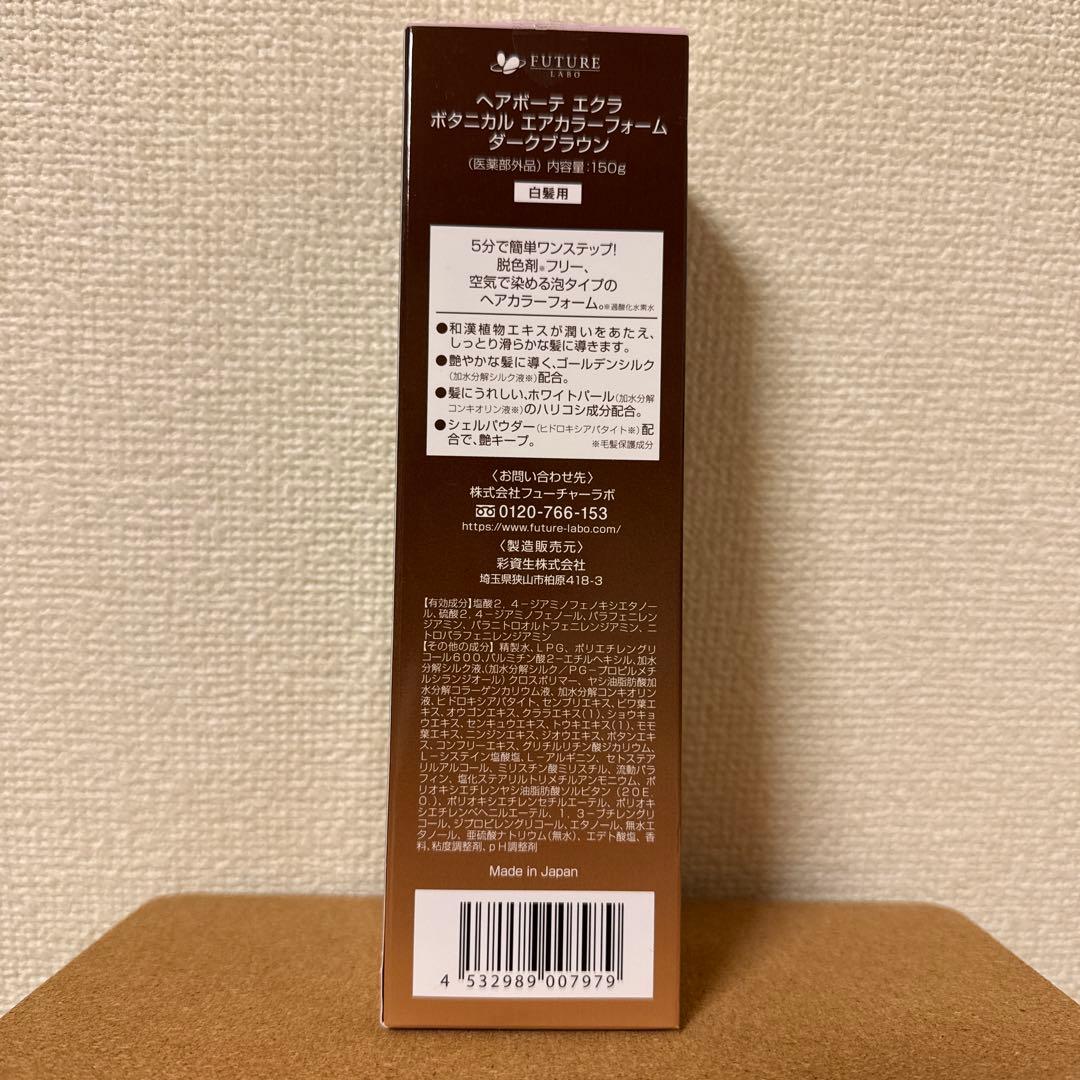 FUTURE
LABO
ヘアボーテ エクラ
ボタニカル エアカラーフォーム
ダークブラウン
(医薬部外品) 内容量:150g
白髪用
5分で簡単ワンステップ!
脱色剤※フリー、
空気で染める泡タイプの
ヘアカラーフォーム。※過酸化水素水
●和漢植物エキスが潤いをあたえ、
しっとり滑らかな髪に導きます。
●艶やかな髪に導く、ゴールデンシルク
(加水分解シルク液※)配合。
●髪にうれしい、ホワイトパール(加水分解
コンキオリン液※)のハリコシ成分配合。
●シェルパウダー(ヒドロキシアパタイト※)配
合で、艶キープ。 ※毛髪保護成分
〈お問い合わせ先〉
株式会社フューチャーラボ
0120-766-153
https://www.future-labo.com/
〈製造販売元〉
彩資生株式会社
埼玉県狭山市柏原418-3
【有効成分】塩酸2,4-ジアミノフェノキシエタノー
ル、硫酸2,4-ジアミノフェノール、パラフェニレン
ジアミン、パラニトロオルトフェニレンジアミン、ニ
トロパラフェニレンジアミン
【その他の成分】精製水、LPG、ポリエチレングリ
コール600、パルミチン酸2-エチルヘキシル、加水
分解シルク液、(加水分解シルク/PG-プロピルメチ
ルシランジオール)クロスポリマー、ヤシ油脂肪酸加
水分解コラーゲンカリウム液、加水分解コンキオリン
液、ヒドロキシアパタイト、センブリエキス、ビワ葉エ
キス、オウゴンエキス、クララエキス(1)、ショウキョ
ウエキス、センキュウエキス、トウキエキス(1)、モモ
葉エキス、ニンジンエキス、ジオウエキス、ボタンエキ
ス、コンフリーエキス、グリチルリチン酸ジカリウム、
L-システイン塩酸塩、L-アルギニン、セトステア
リルアルコール、ミリスチン酸ミリスチル、流動パラ
フィン、塩化ステアリルトリメチルアンモニウム、ポ
リオキシエチレンヤシ油脂肪酸ソルビタン(20E.
O.)、ポリオキシエチレンセチルエーテル、ポリオキ
シエチレンベヘニルエーテル、1,3-ブチレングリ
コール、ジプロピレングリコール、エタノール、無水エ
タノール、亜硫酸ナトリウム(無水)、エデト酸塩、香
料、粘度調整剤、pH調整剤
Made in Japan
4 532989 007979